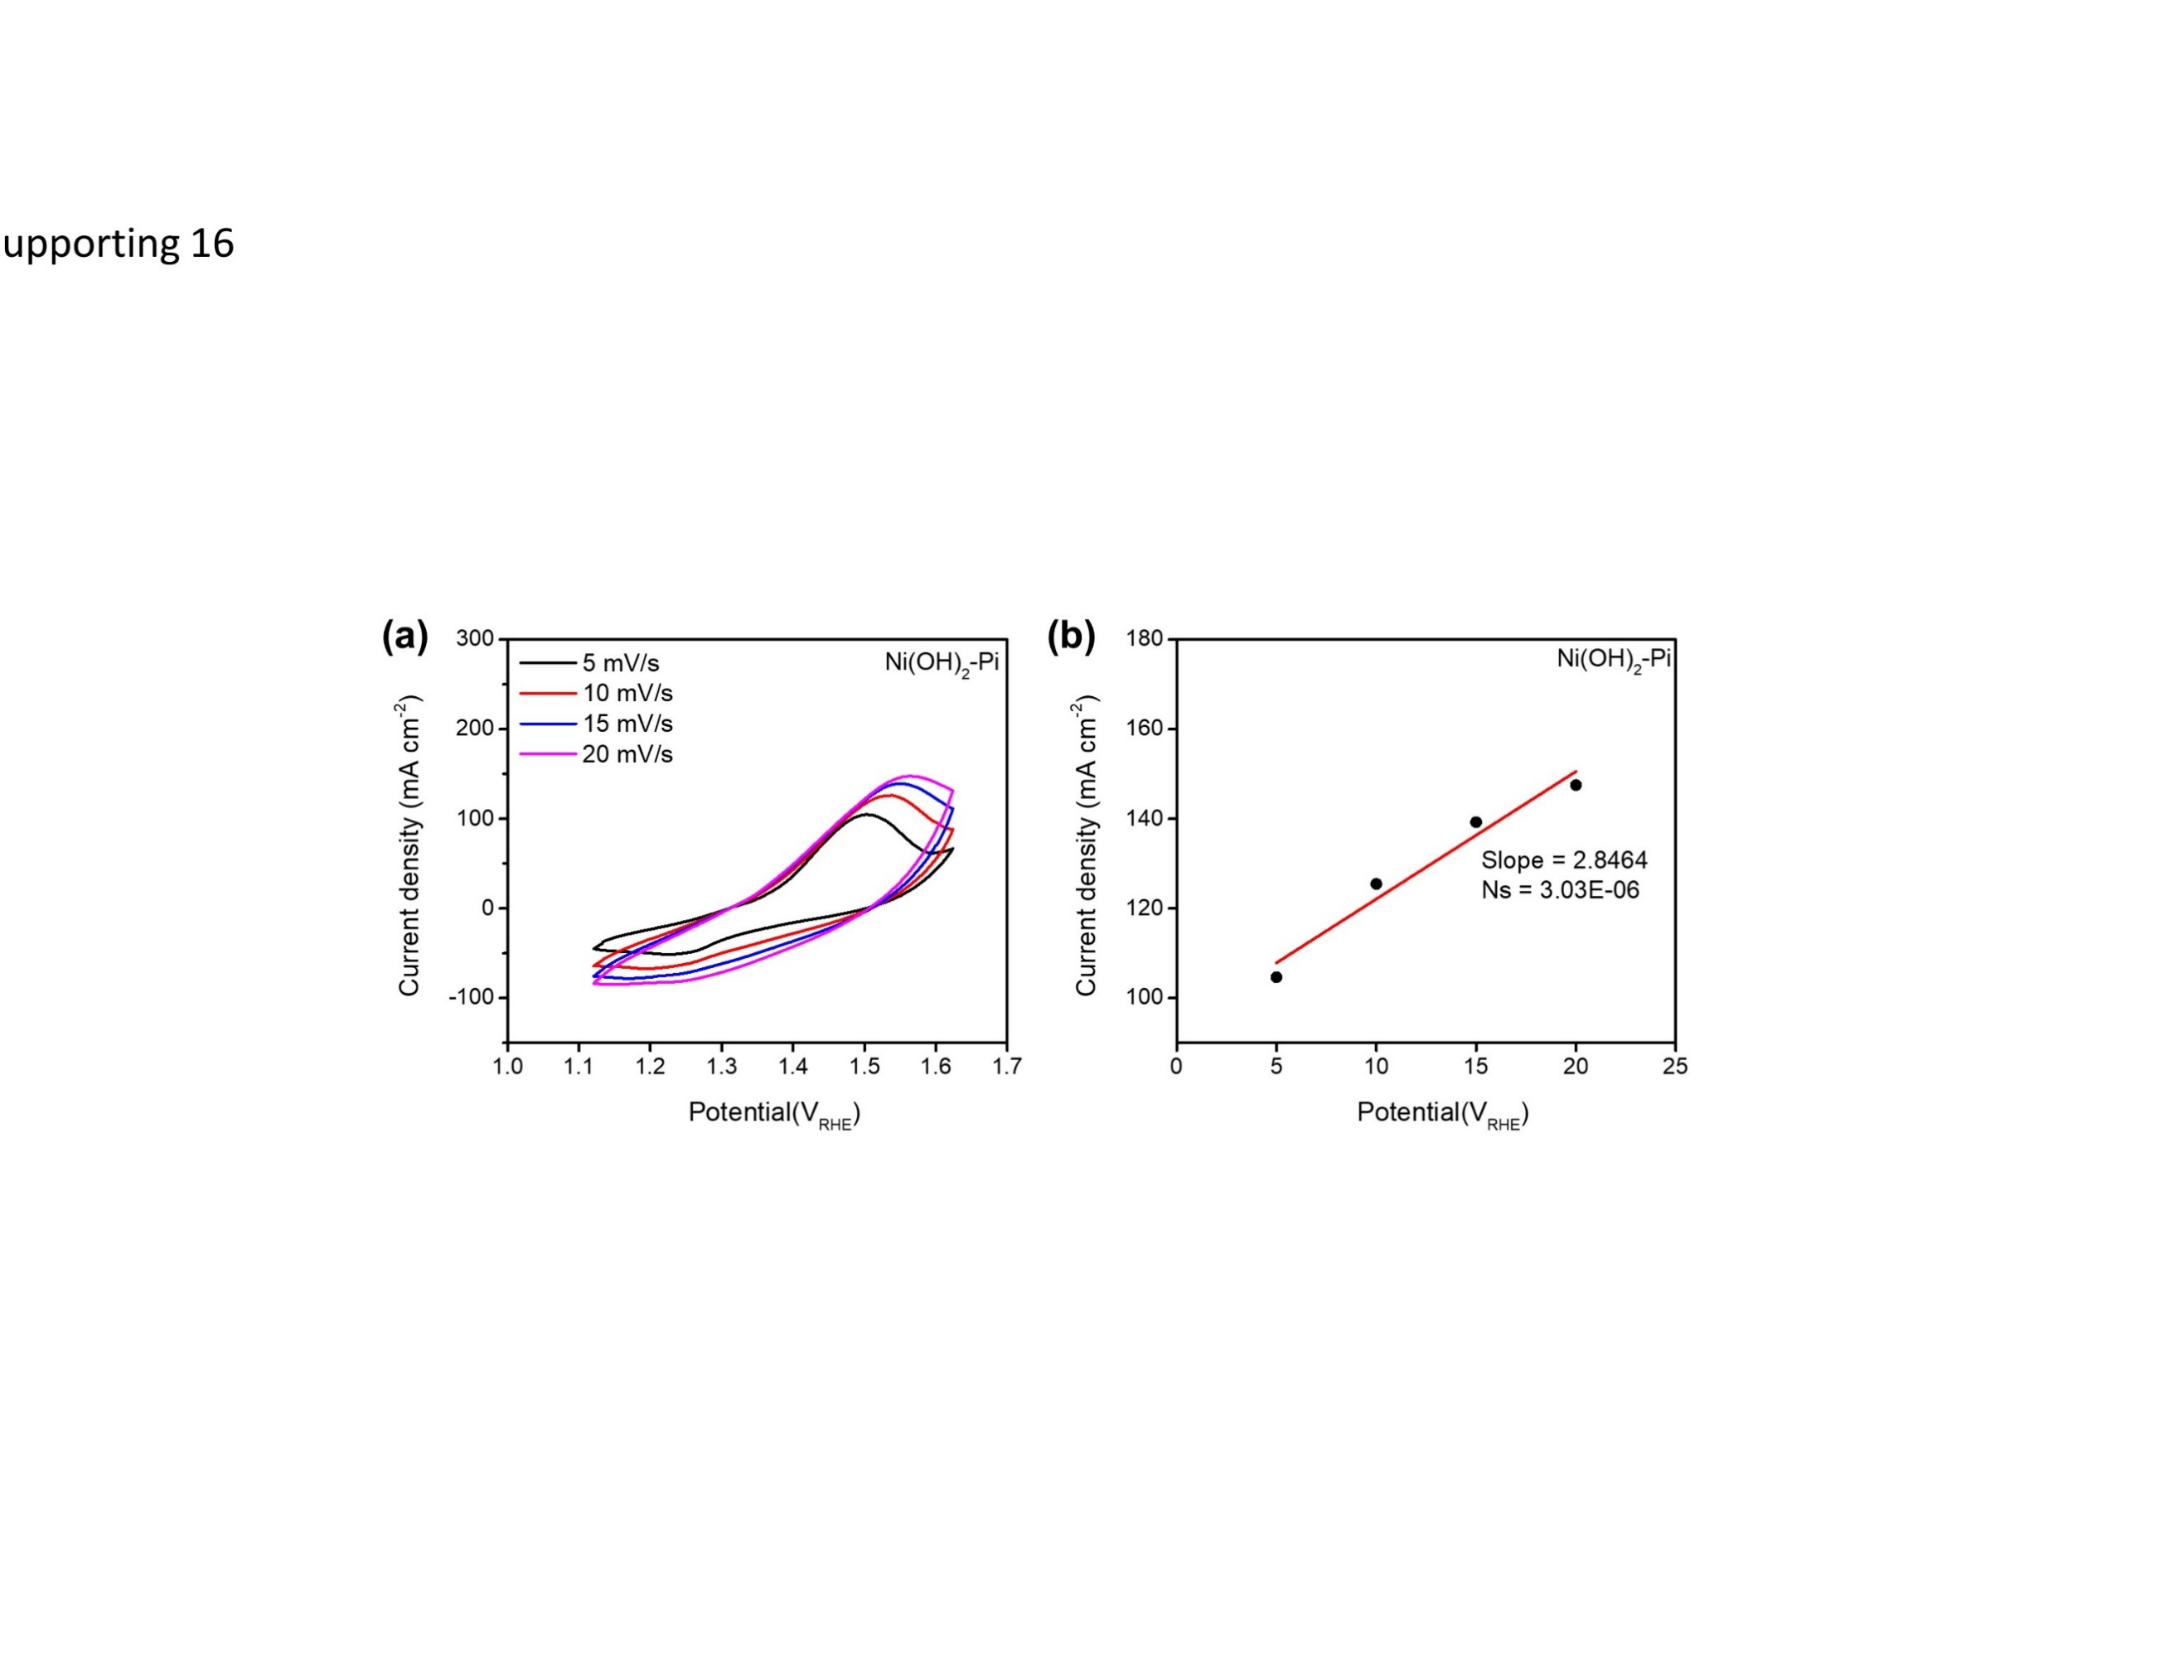 upporting 16
(a)
300
200
100
0
-100
Current density (mA cm-2)
5 mV/s
10 mV/s
15 mV/s
20 mV/s
Ni(OH)2-Pi
1.0 1.1 1.2 1.3 1.4 1.5 1.6 1.7
Potential(VRHE)
(b)
180
160
140
120
100
Current density (mA cm-2)
Ni(OH)2-Pi
Slope = 2.8464
Ns = 3.03E-06
0 5 10 15 20 25
Potential(VRHE)